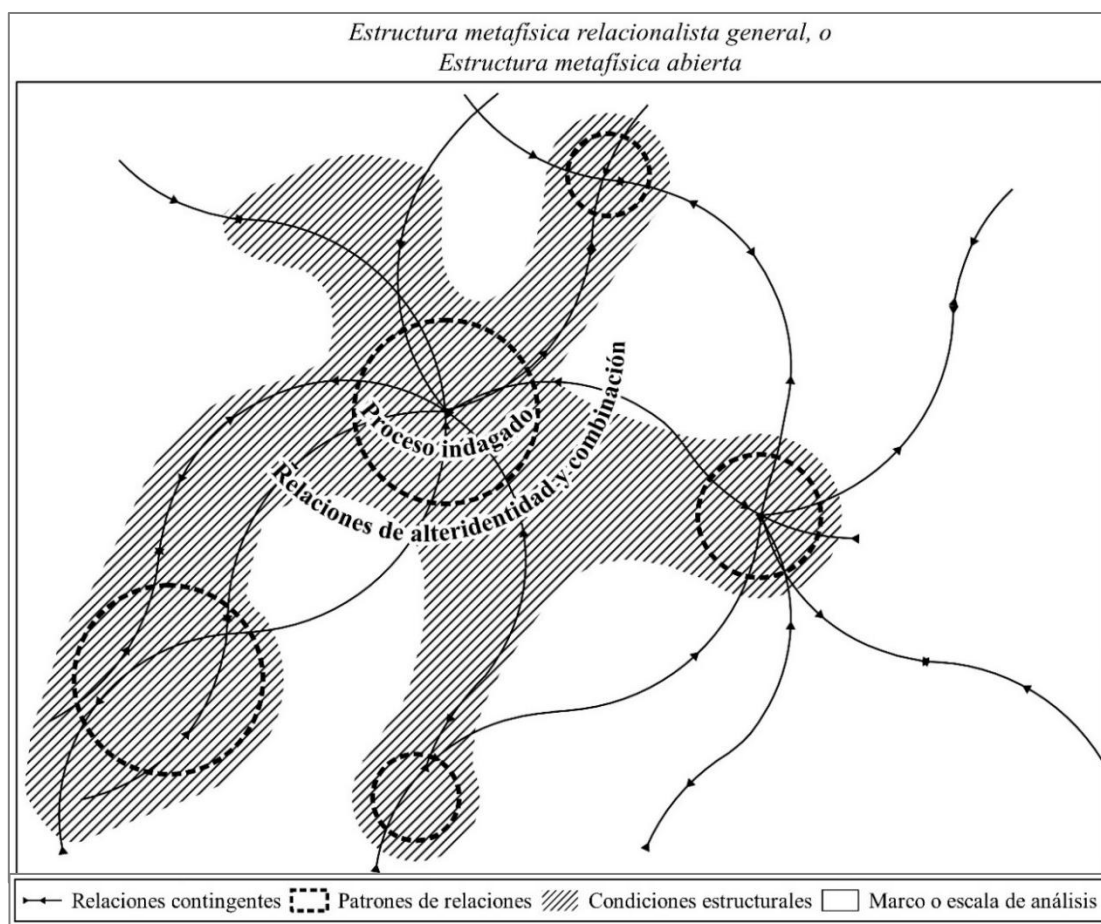 Estructura metafísica relacionalista general, o
Estructura metafísica abierta
Proceso indagado
Relaciones de alteridentidad y combinación
Relaciones contingentes Patrones de relaciones Condiciones estructurales Marco o escala de análisis